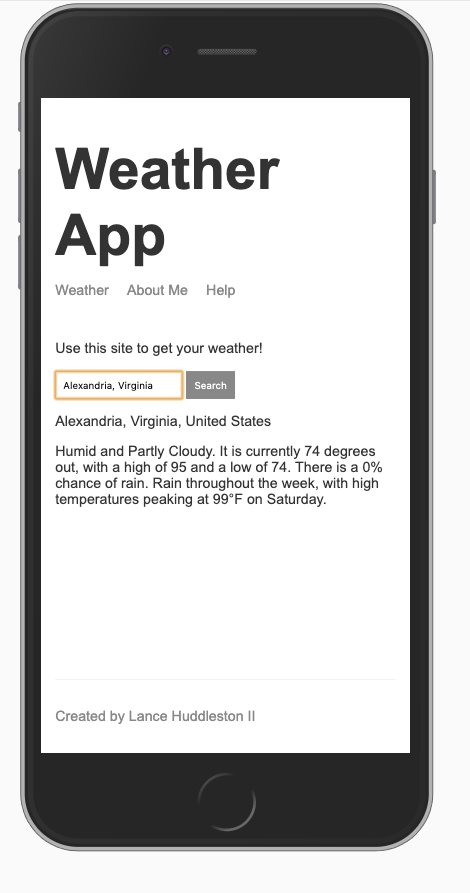 Weather
App
Weather About Me Help
Use this site to get your weather!
Alexandria, Virginia Search
Alexandria, Virginia, United States
Humid and Partly Cloudy. It is currently 74 degrees
out, with a high of 95 and a low of 74. There is a 0%
chance of rain. Rain throughout the week, with high
temperatures peaking at 99°F on Saturday.
Created by Lance Huddleston II